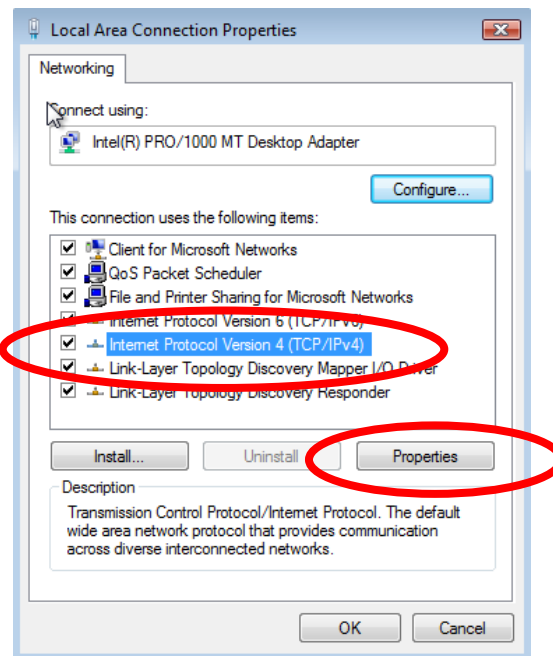 Local Area Connection Properties
Networking
Connect using:
Intel(R) PRO/1000 MT Desktop Adapter
Configure...
This connection uses the following items:
Client for Microsoft Networks
QoS Packet Scheduler
File and Printer Sharing for Microsoft Networks
Internet Protocol Version 6 (TCP/IPv6)
Internet Protocol Version 4 (TCP/IPv4)
Link-Layer Topology Discovery Mapper I/O Driver
Link-Layer Topology Discovery Responder
Install...
Uninstall
Properties
Description
Transmission Control Protocol/Internet Protocol. The default
wide area network protocol that provides communication
across diverse interconnected networks.
OK
Cancel